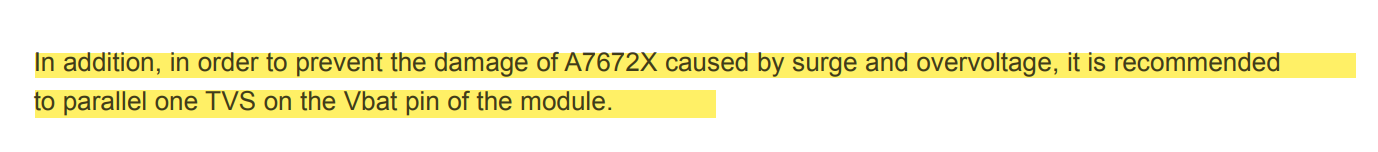 In addition, in order to prevent the damage of A7672X caused by surge and overvoltage, it is recommended
to parallel one TVS on the Vbat pin of the module.